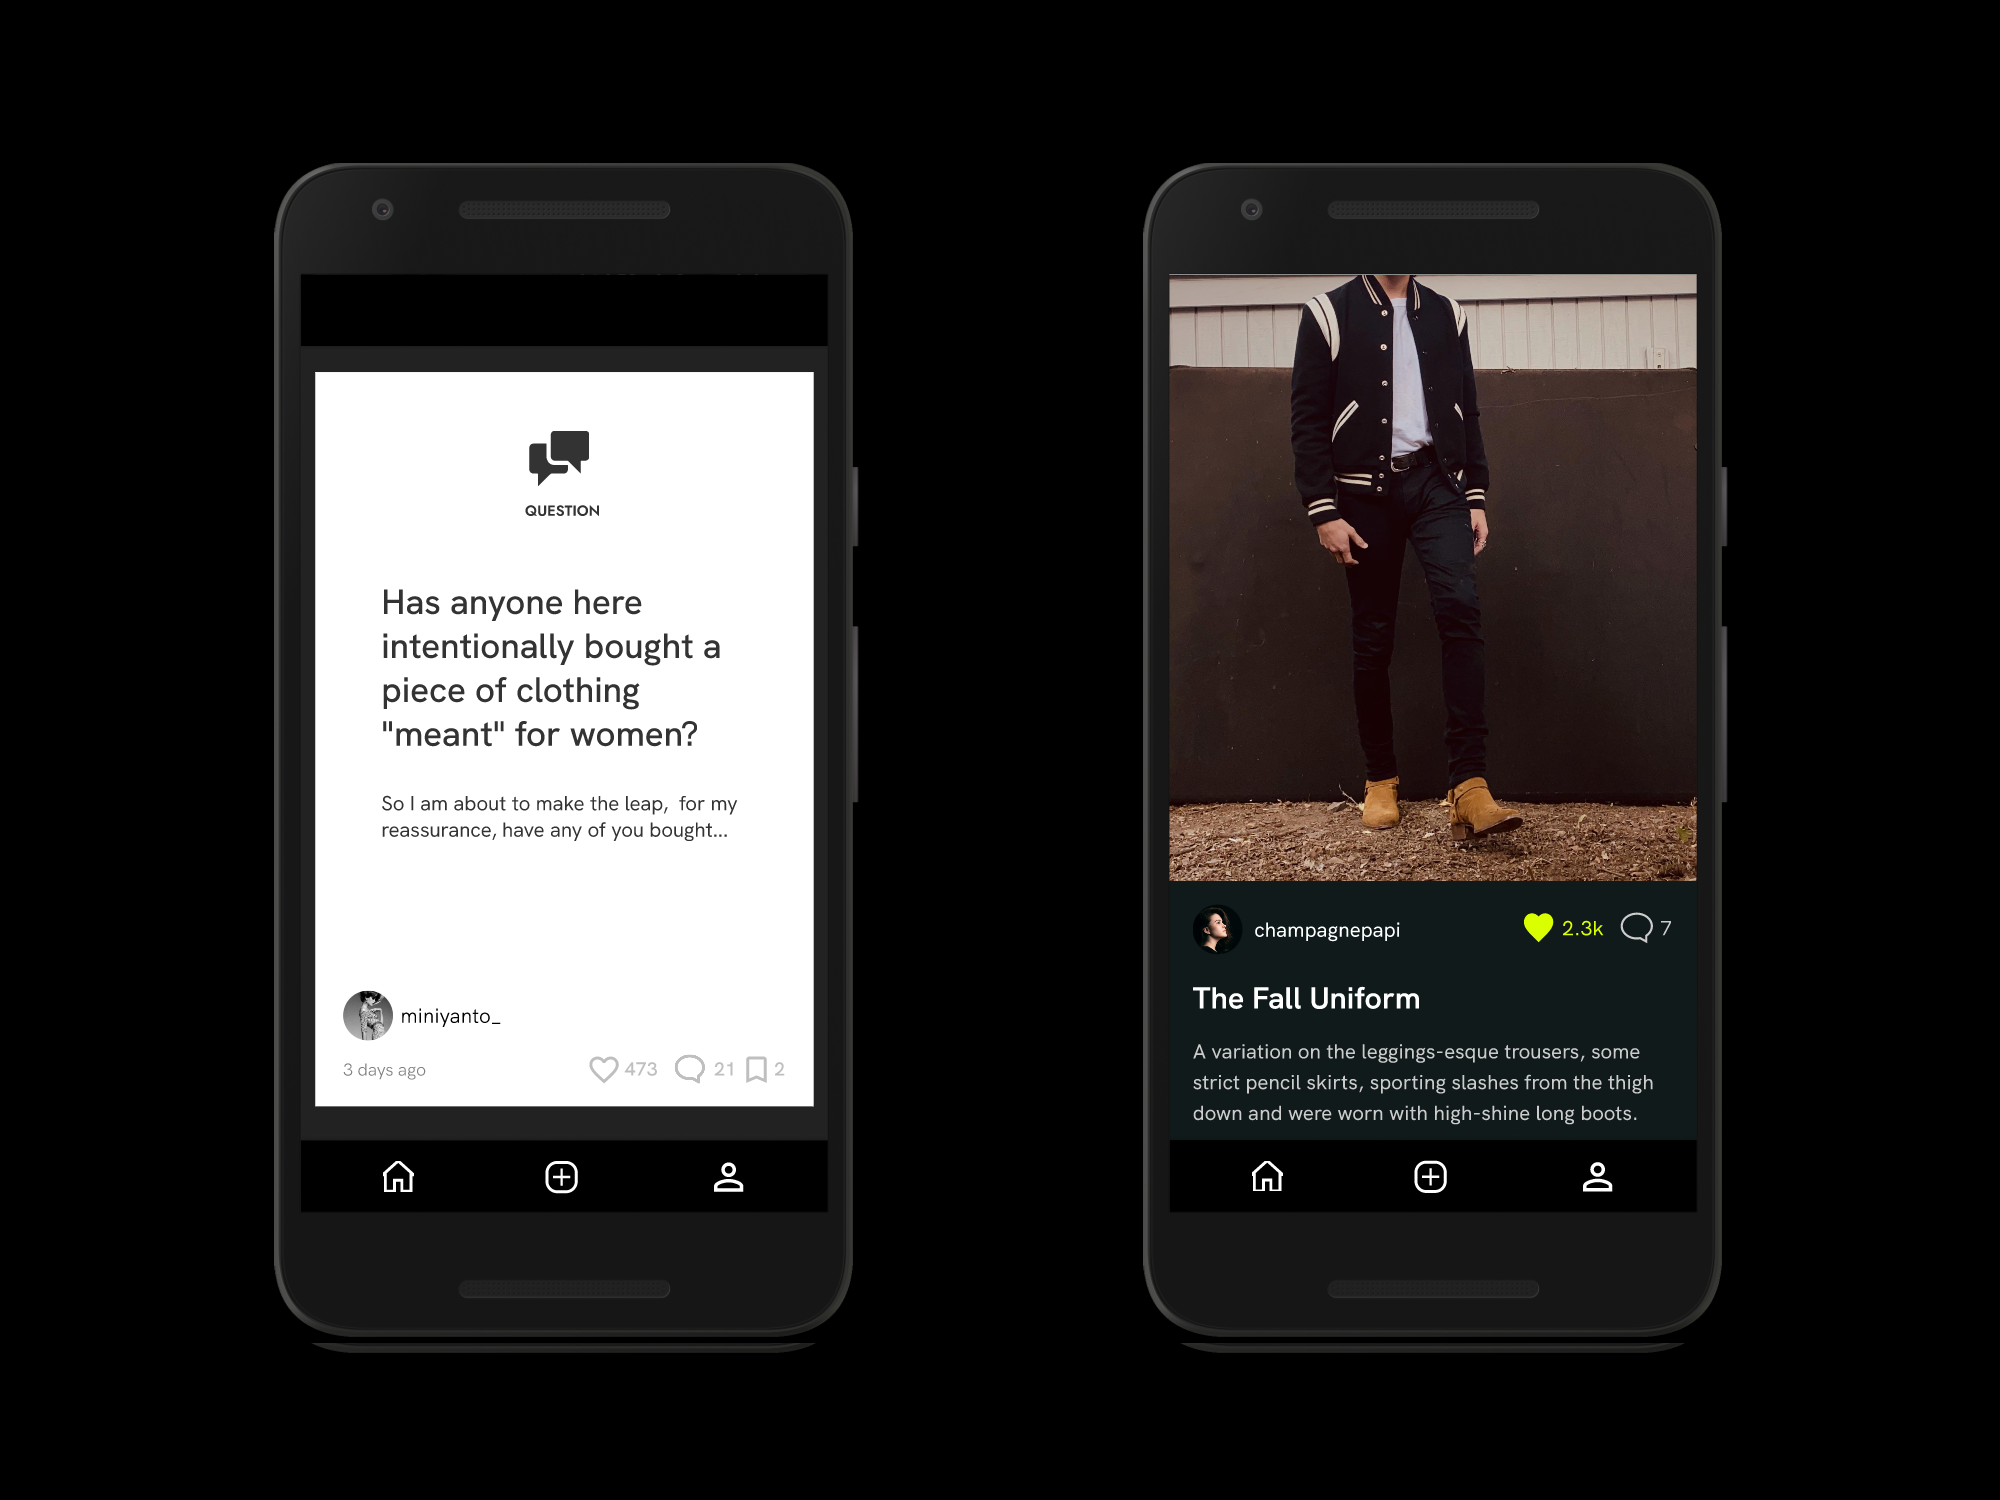 QUESTION
Has anyone here
intentionally bought a
piece of clothing
"meant" for women?
So I am about to make the leap,  for my
reassurance, have any of you bought...
miniyanto_
3 days ago
473
21
2
champagnepapi
2.3k
7
The Fall Uniform
A variation on the leggings-esque trousers, some
strict pencil skirts, sporting slashes from the thigh
down and were worn with high-shine long boots.